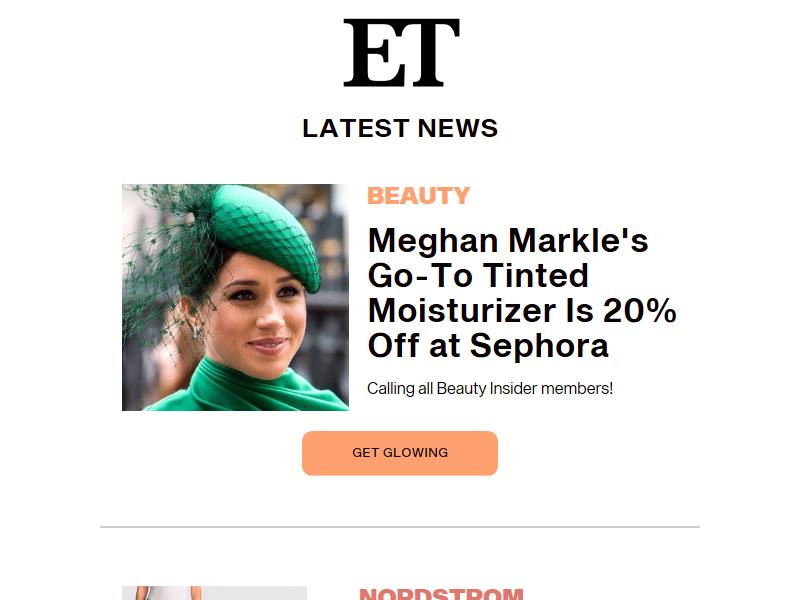 ET
LATEST NEWS
BEAUTY
Meghan Markle's
Go-To Tinted
Moisturizer Is 20%
Off at Sephora
Calling all Beauty Insider members!
GET GLOWING
NORDSTROM